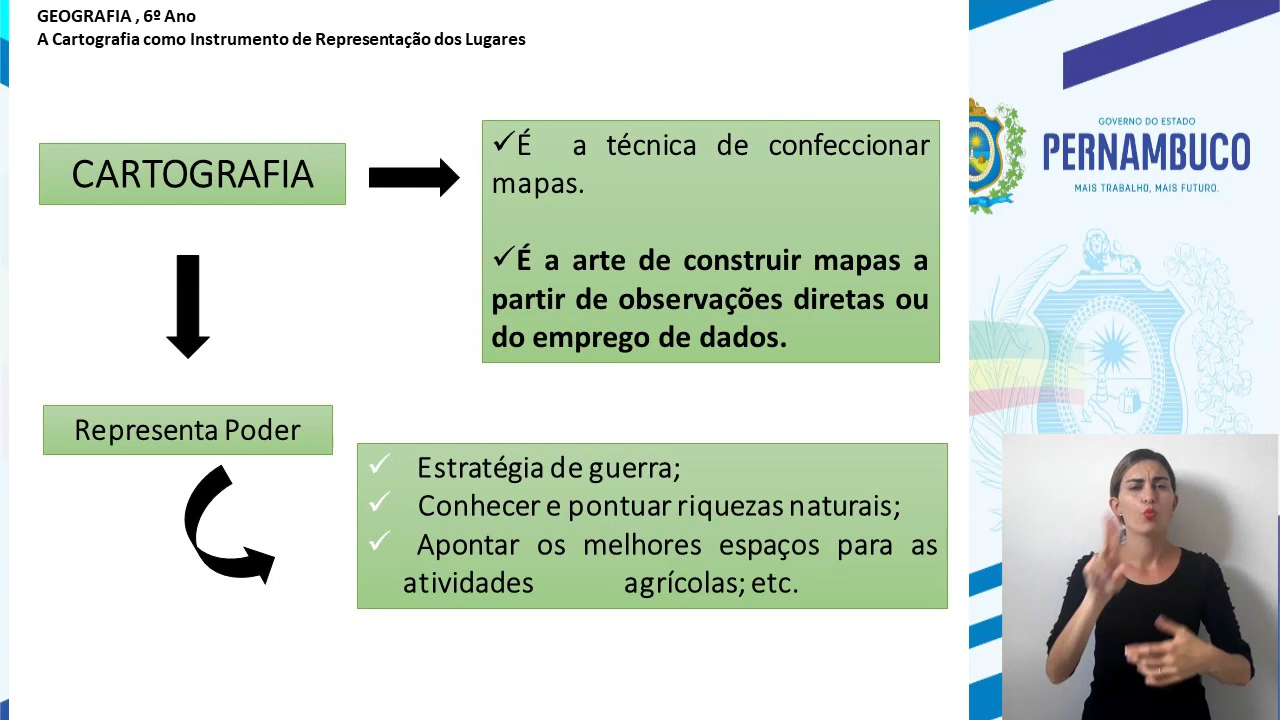 GEOGRAFIA , 6º Ano
A Cartografia como Instrumento de Representação dos Lugares
CARTOGRAFIA
✓É a técnica de confeccionar
mapas.
✓É a arte de construir mapas a
partir de observações diretas ou
do emprego de dados.
Representa Poder
✓ Estratégia de guerra;
✓ Conhecer e pontuar riquezas naturais;
✓ Apontar os melhores espaços para as
atividades agrícolas; etc.
GOVERNO DO ESTADO
PERNAMBUCO
MAIS TRABALHO, MAIS FUTURO.